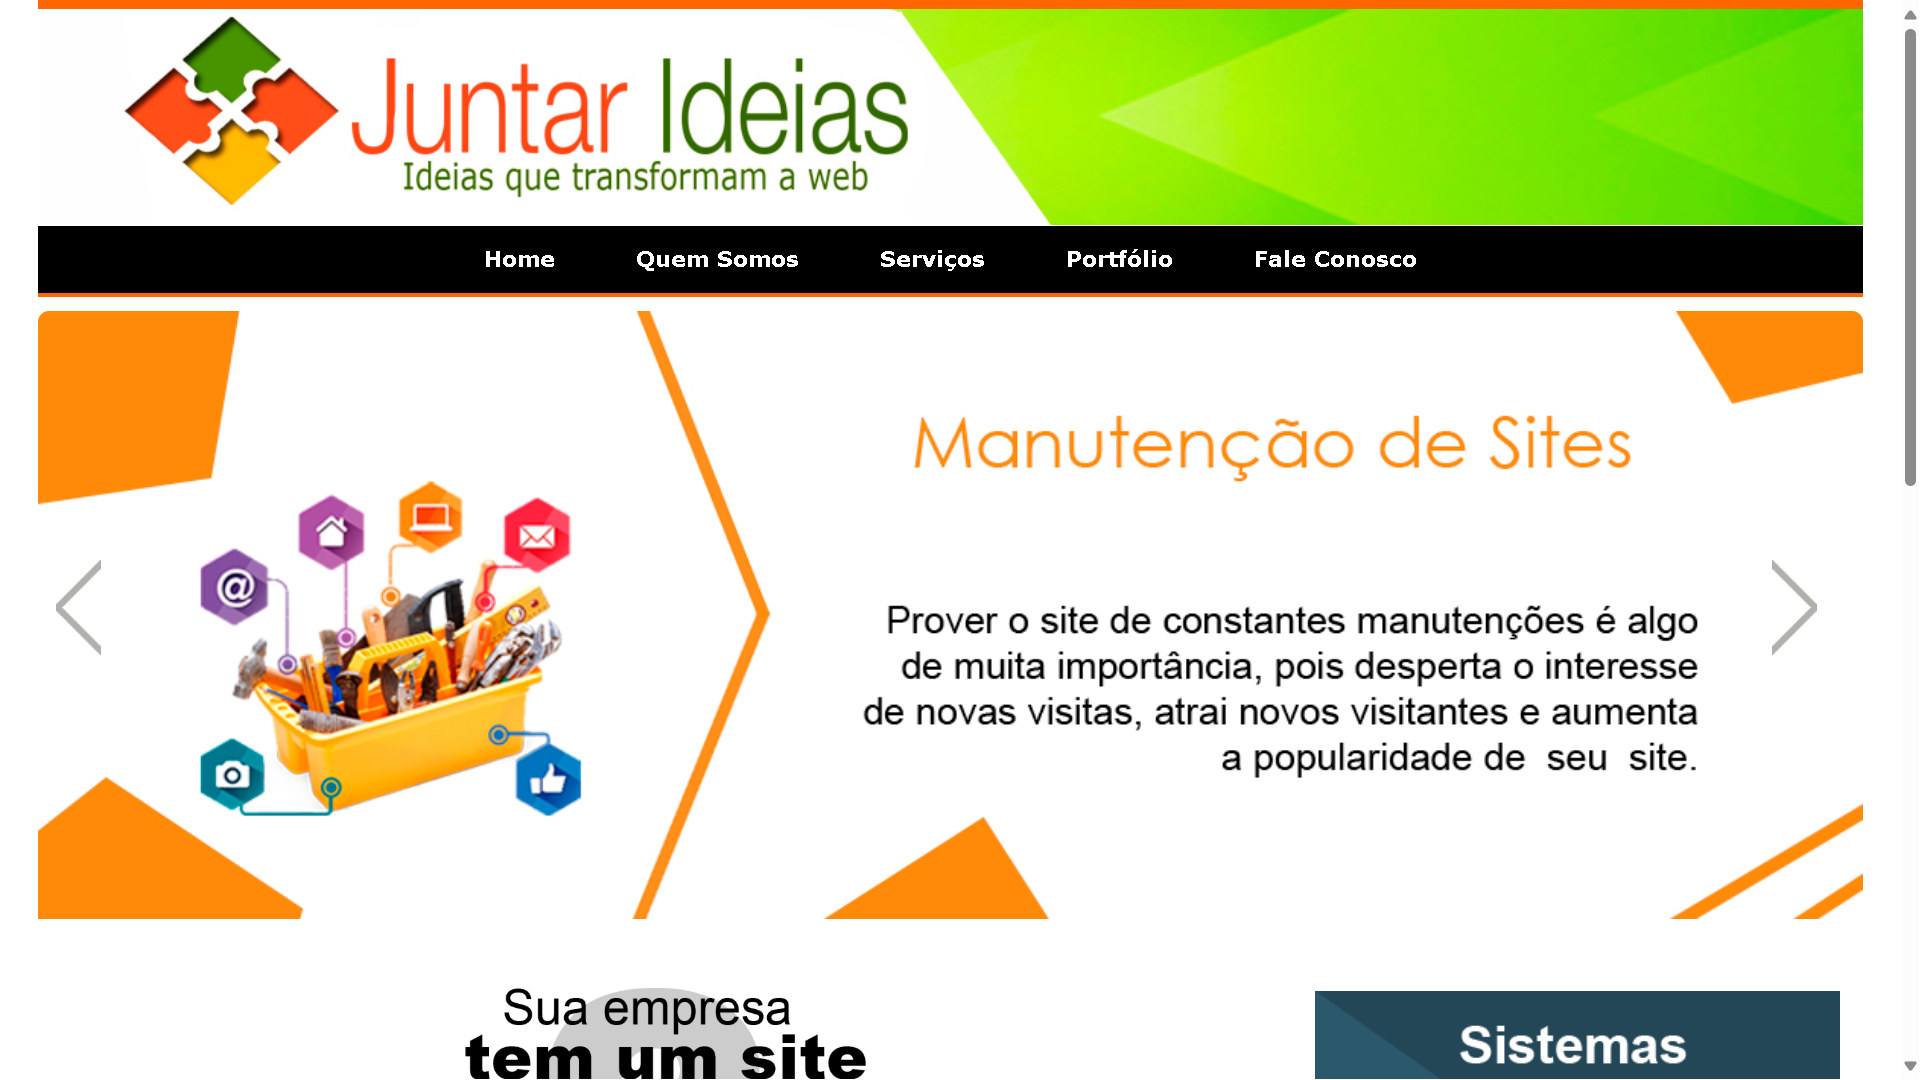 Juntar Ideias
Ideias que transformam a web
Home
Quem Somos
Serviços
Portfólio
Fale Conosco
Manutenção de Sites
Prover o site de constantes manutenções é algo
de muita importância, pois desperta o interesse
de novas visitas, atrai novos visitantes e aumenta
a popularidade de seu site.
Sua empresa
tem um site
Sistemas